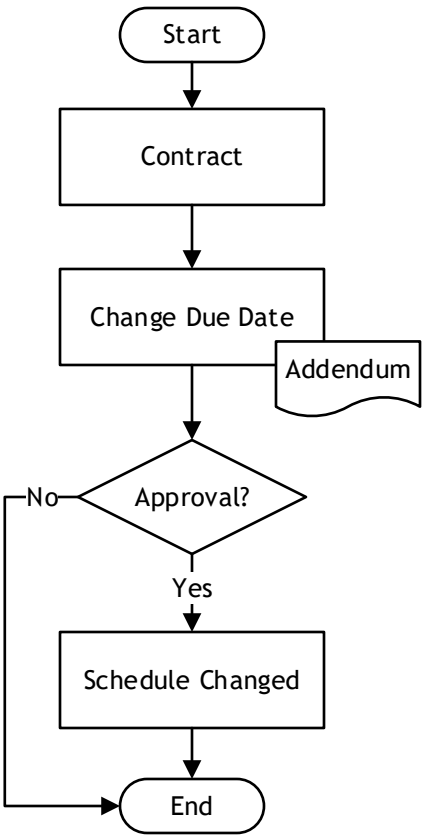 Start
Contract
Change Due Date
Addendum
Approval?
No
Yes
Schedule Changed
End